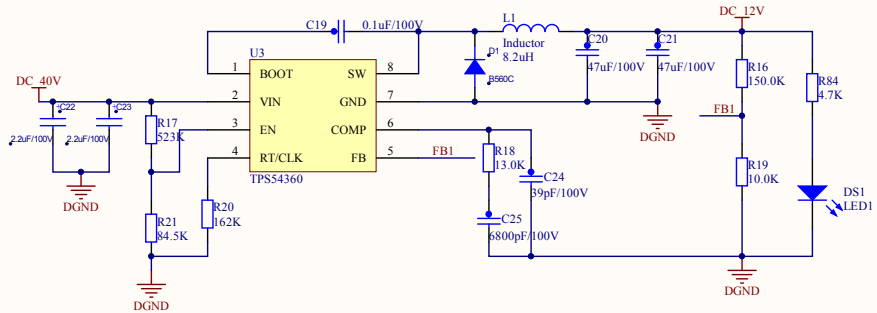 C19
0.1uF/100V
L1
Inductor
8.2uH
DC_12V
U3
1
BOOT
SW
8
D1
B560C
C20
47uF/100V
C21
47uF/100V
R16
150.0K
R84
4.7K
DC_40V
2
VIN
GND
7
C22
2.2uF/100V
C23
2.2uF/100V
R17
523K
3
EN
COMP
6
DGND
FB1
4
RT/CLK
FB
5
FB1
TPS54360
R18
13.0K
C24
39pF/100V
R19
10.0K
DGND
R20
162K
R21
84.5K
C25
6800pF/100V
DS1
LED1
DGND
DGND